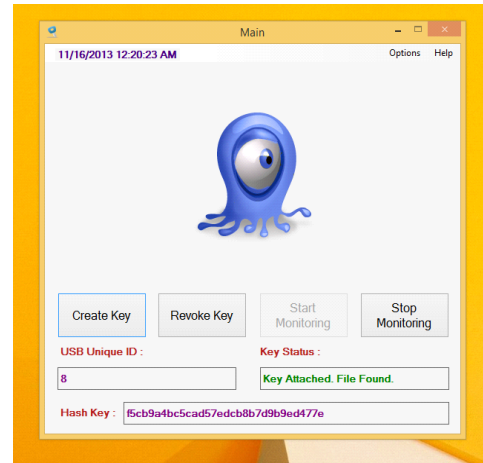 Main
11/16/2013 12:20:23 AM Options Help
Create Key Revoke Key Start Monitoring Stop Monitoring
USB Unique ID : Key Status :
8 Key Attached. File Found.
Hash Key : f5cb9a4bc5cad57edcb8b7d9b9ed477e